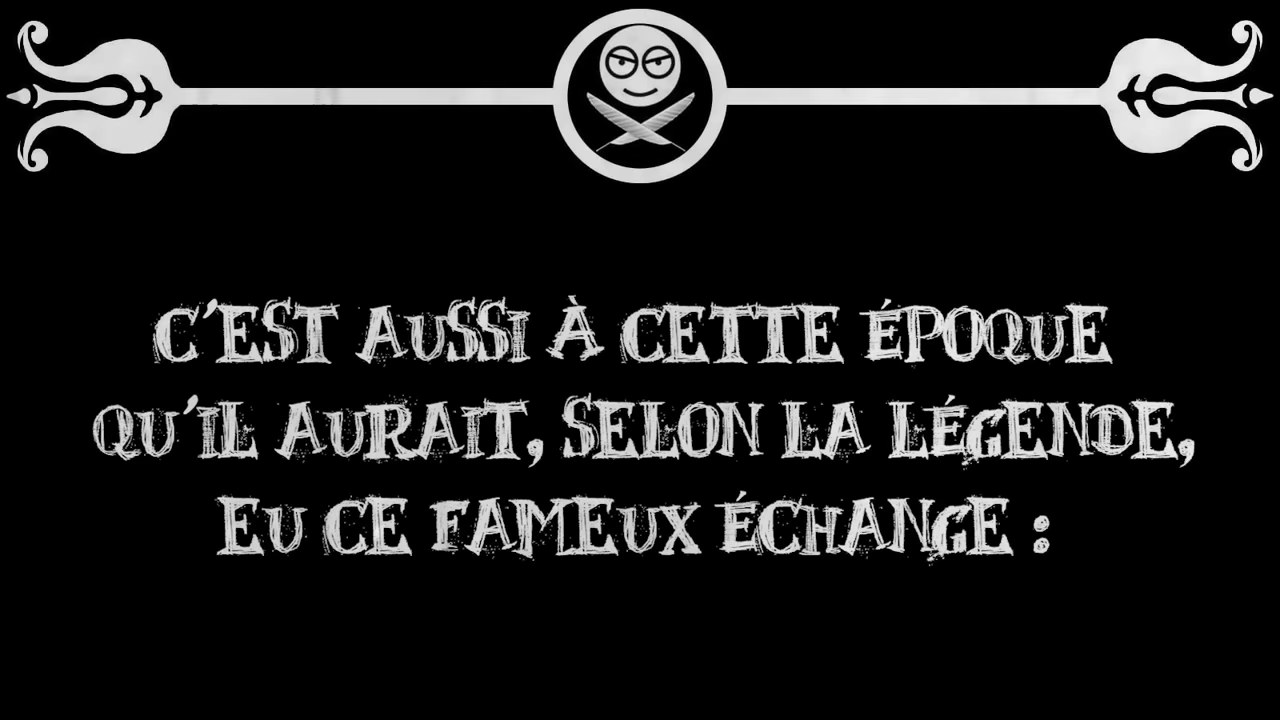 C'EST AUSSI À CETTE ÉPOQUE
QU'IL AURAIT, SELON LA LÉGENDE,
EU CE FAMEUX ÉCHANGE :